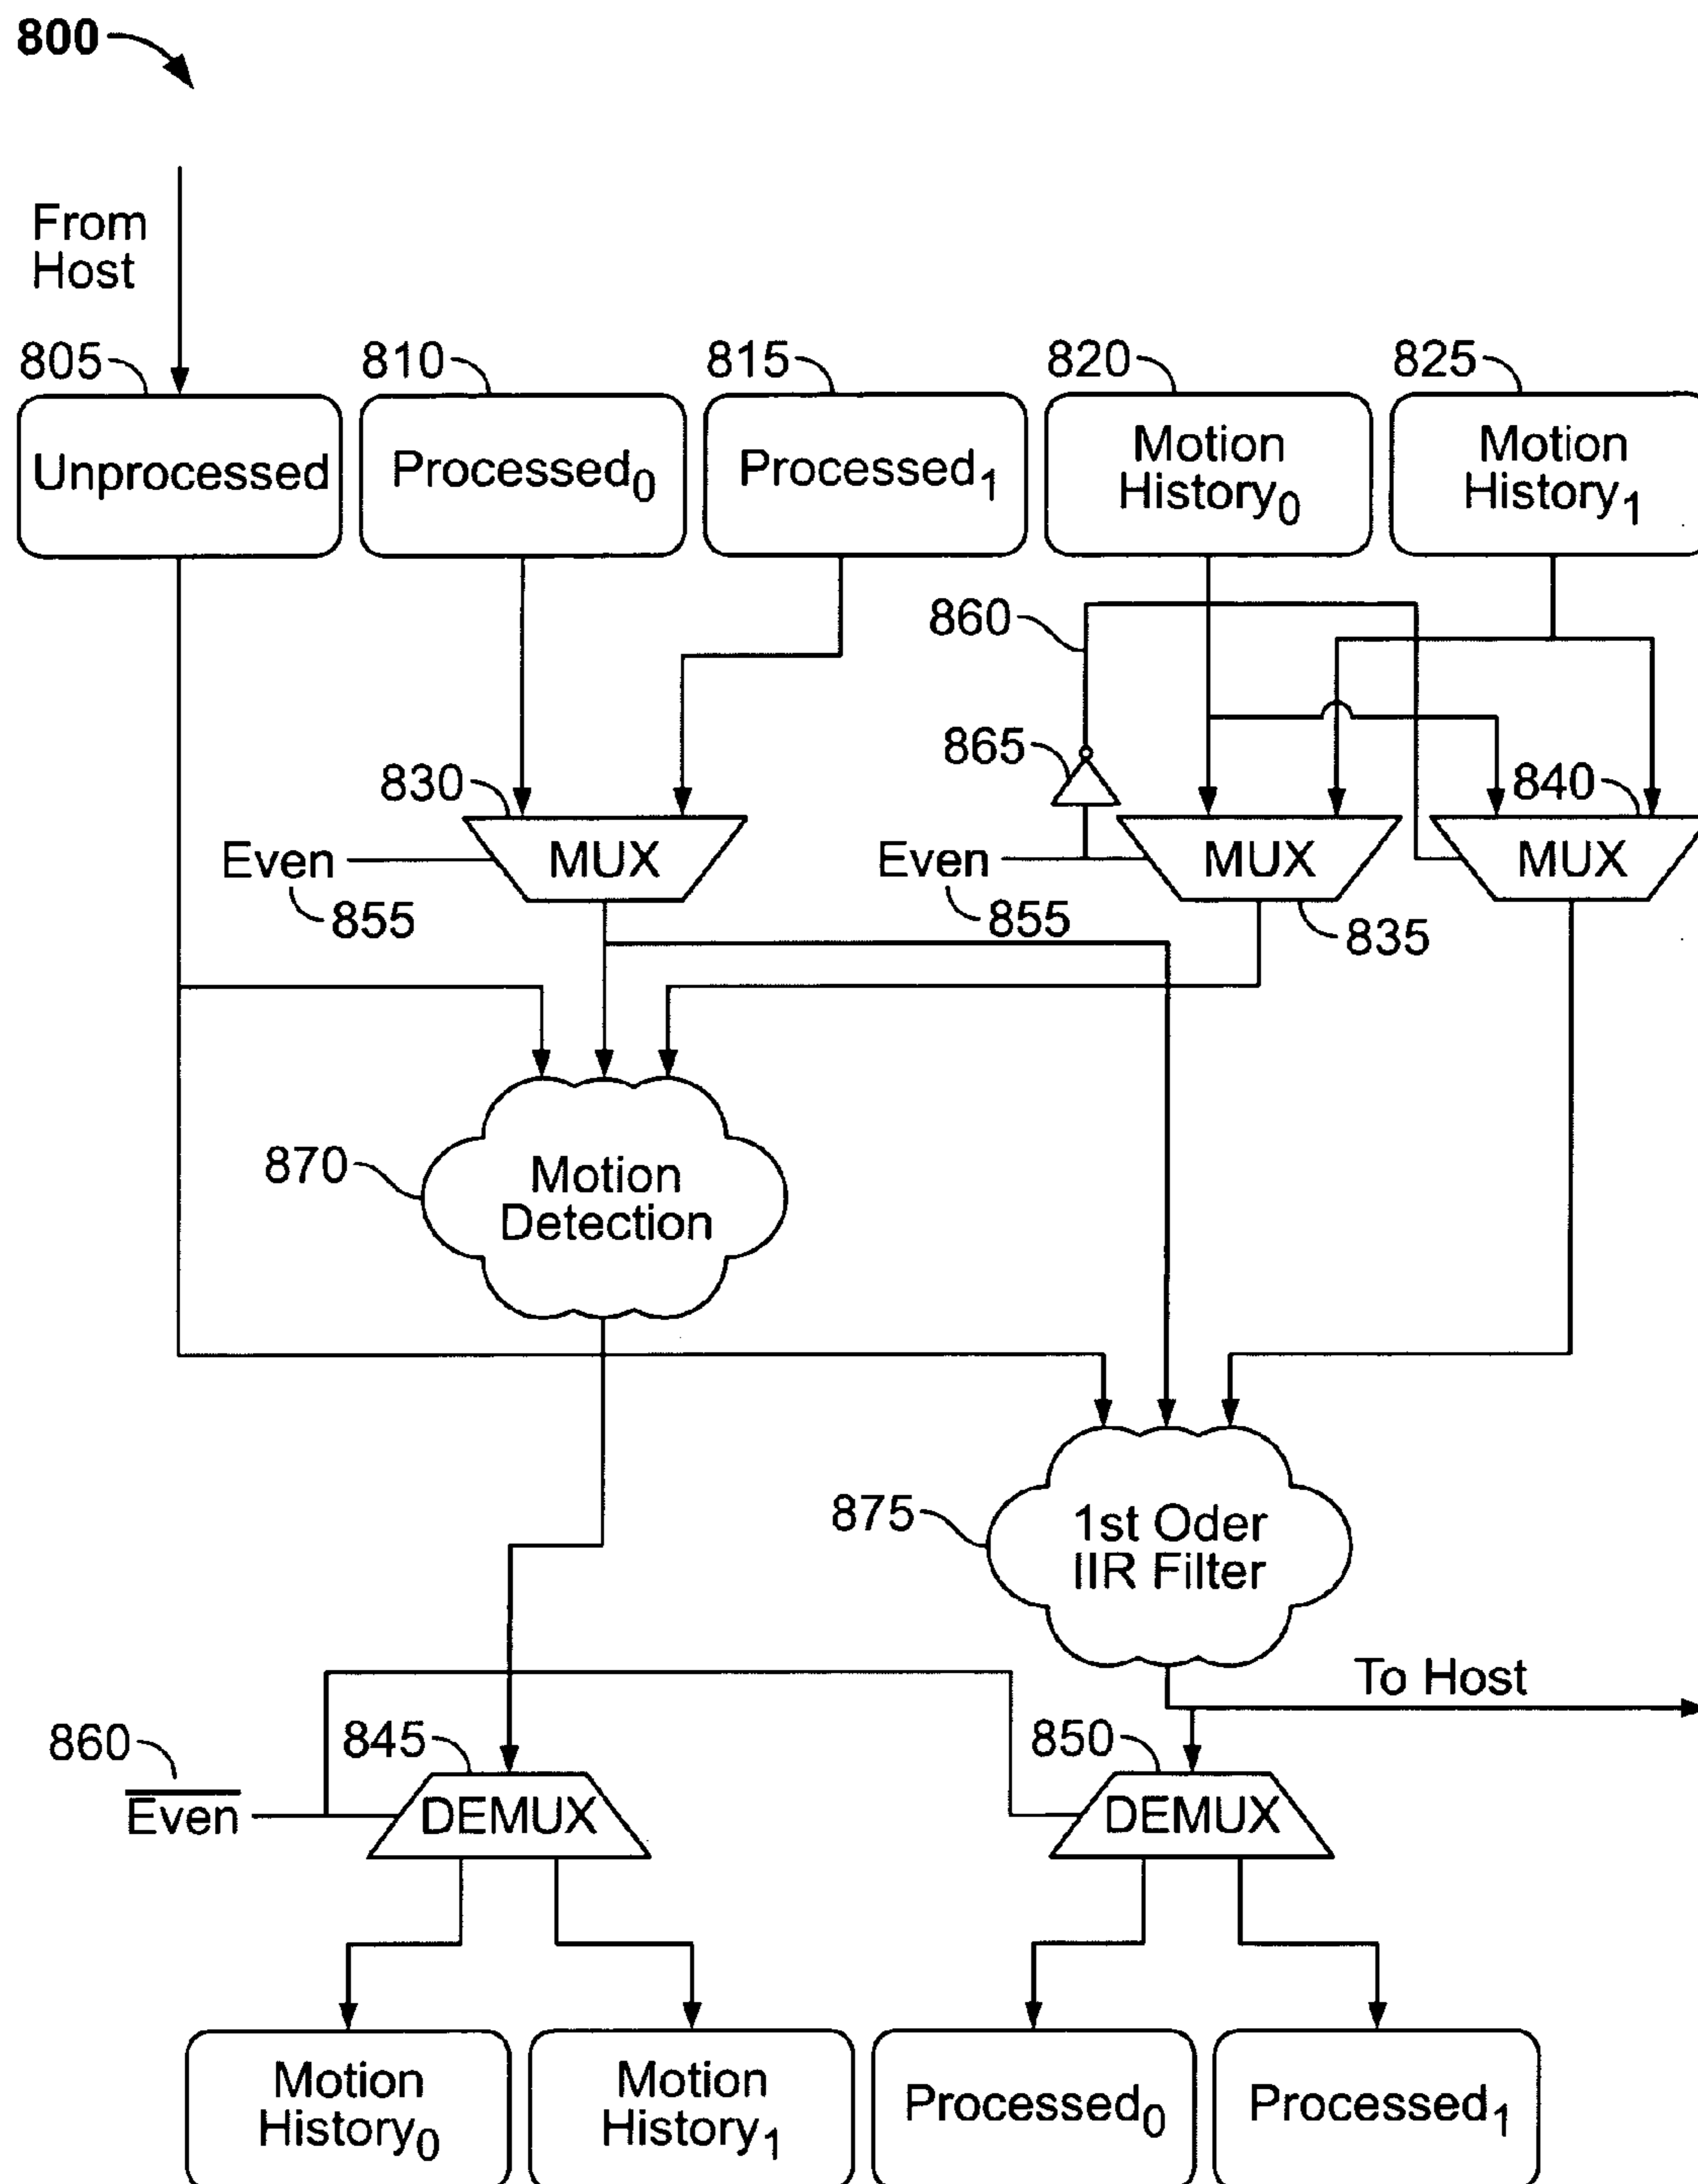 800
From
Host
805
810
815
820
825
Unprocessed
Processed0
Processed1
Motion
History0
Motion
History1
860
865
830
840
Even
MUX
Even
MUX
MUX
855
855
835
870
Motion
Detection
875
1st Oder
IIR Filter
To Host
860
845
850
Even
DEMUX
DEMUX
Motion
History0
Motion
History1
Processed0
Processed1